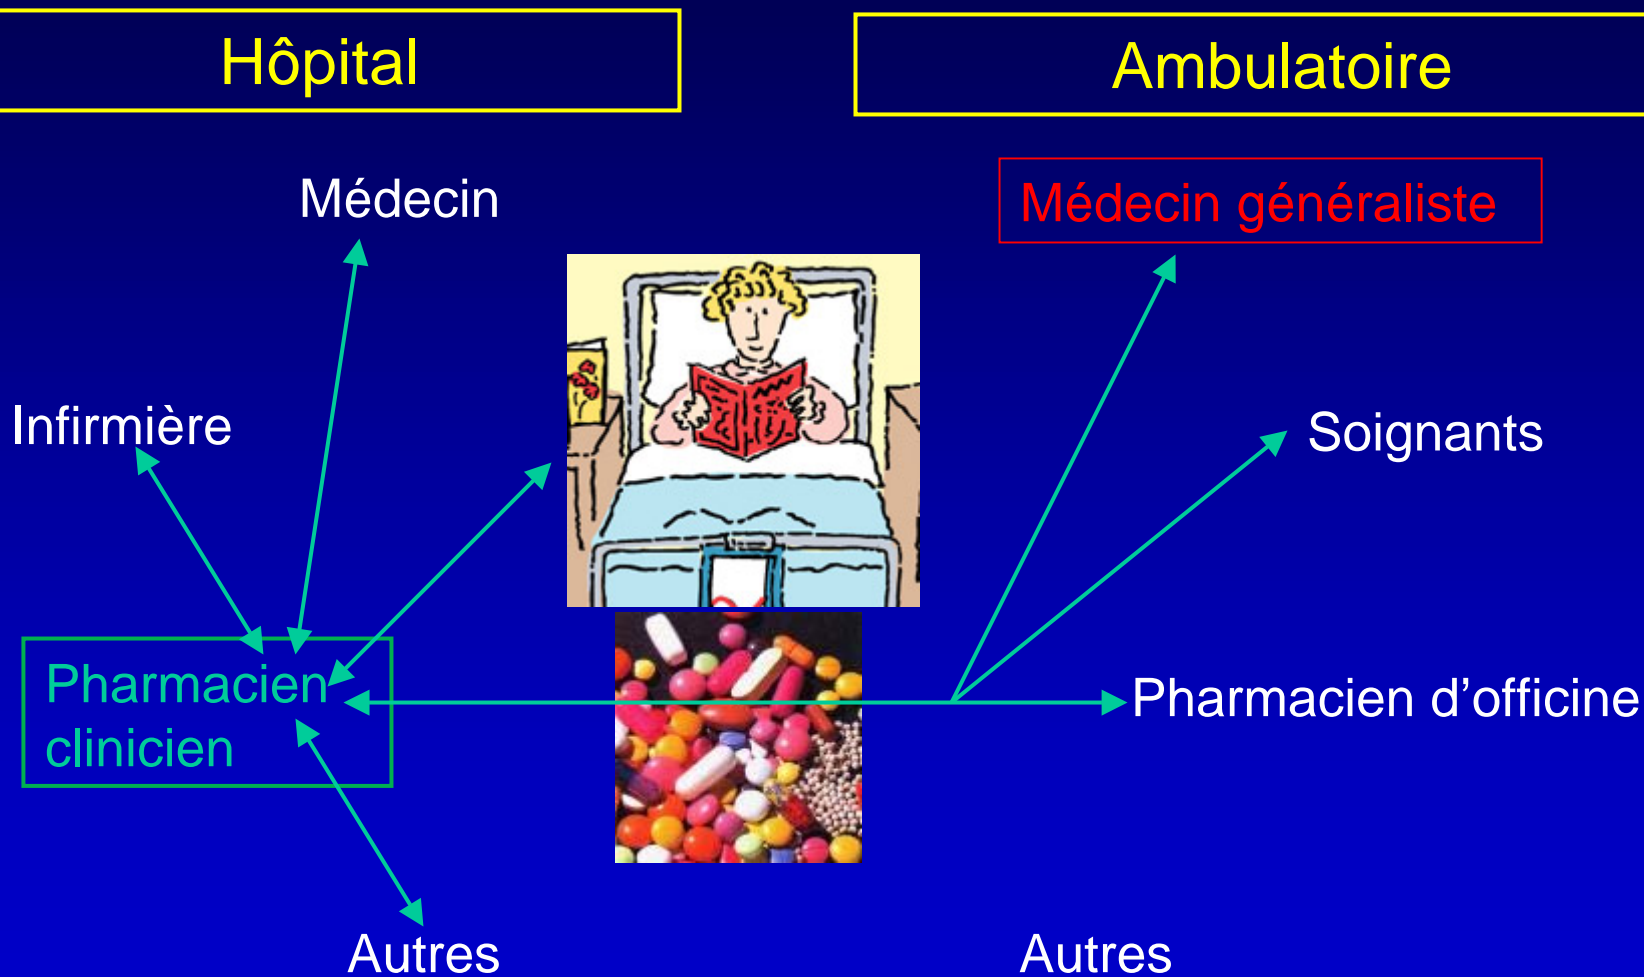 Hôpital
Ambulatoire
Médecin
Médecin généraliste
Infirmière
Soignants
Pharmacien
clinicien
Pharmacien d’officine
Autres
Autres